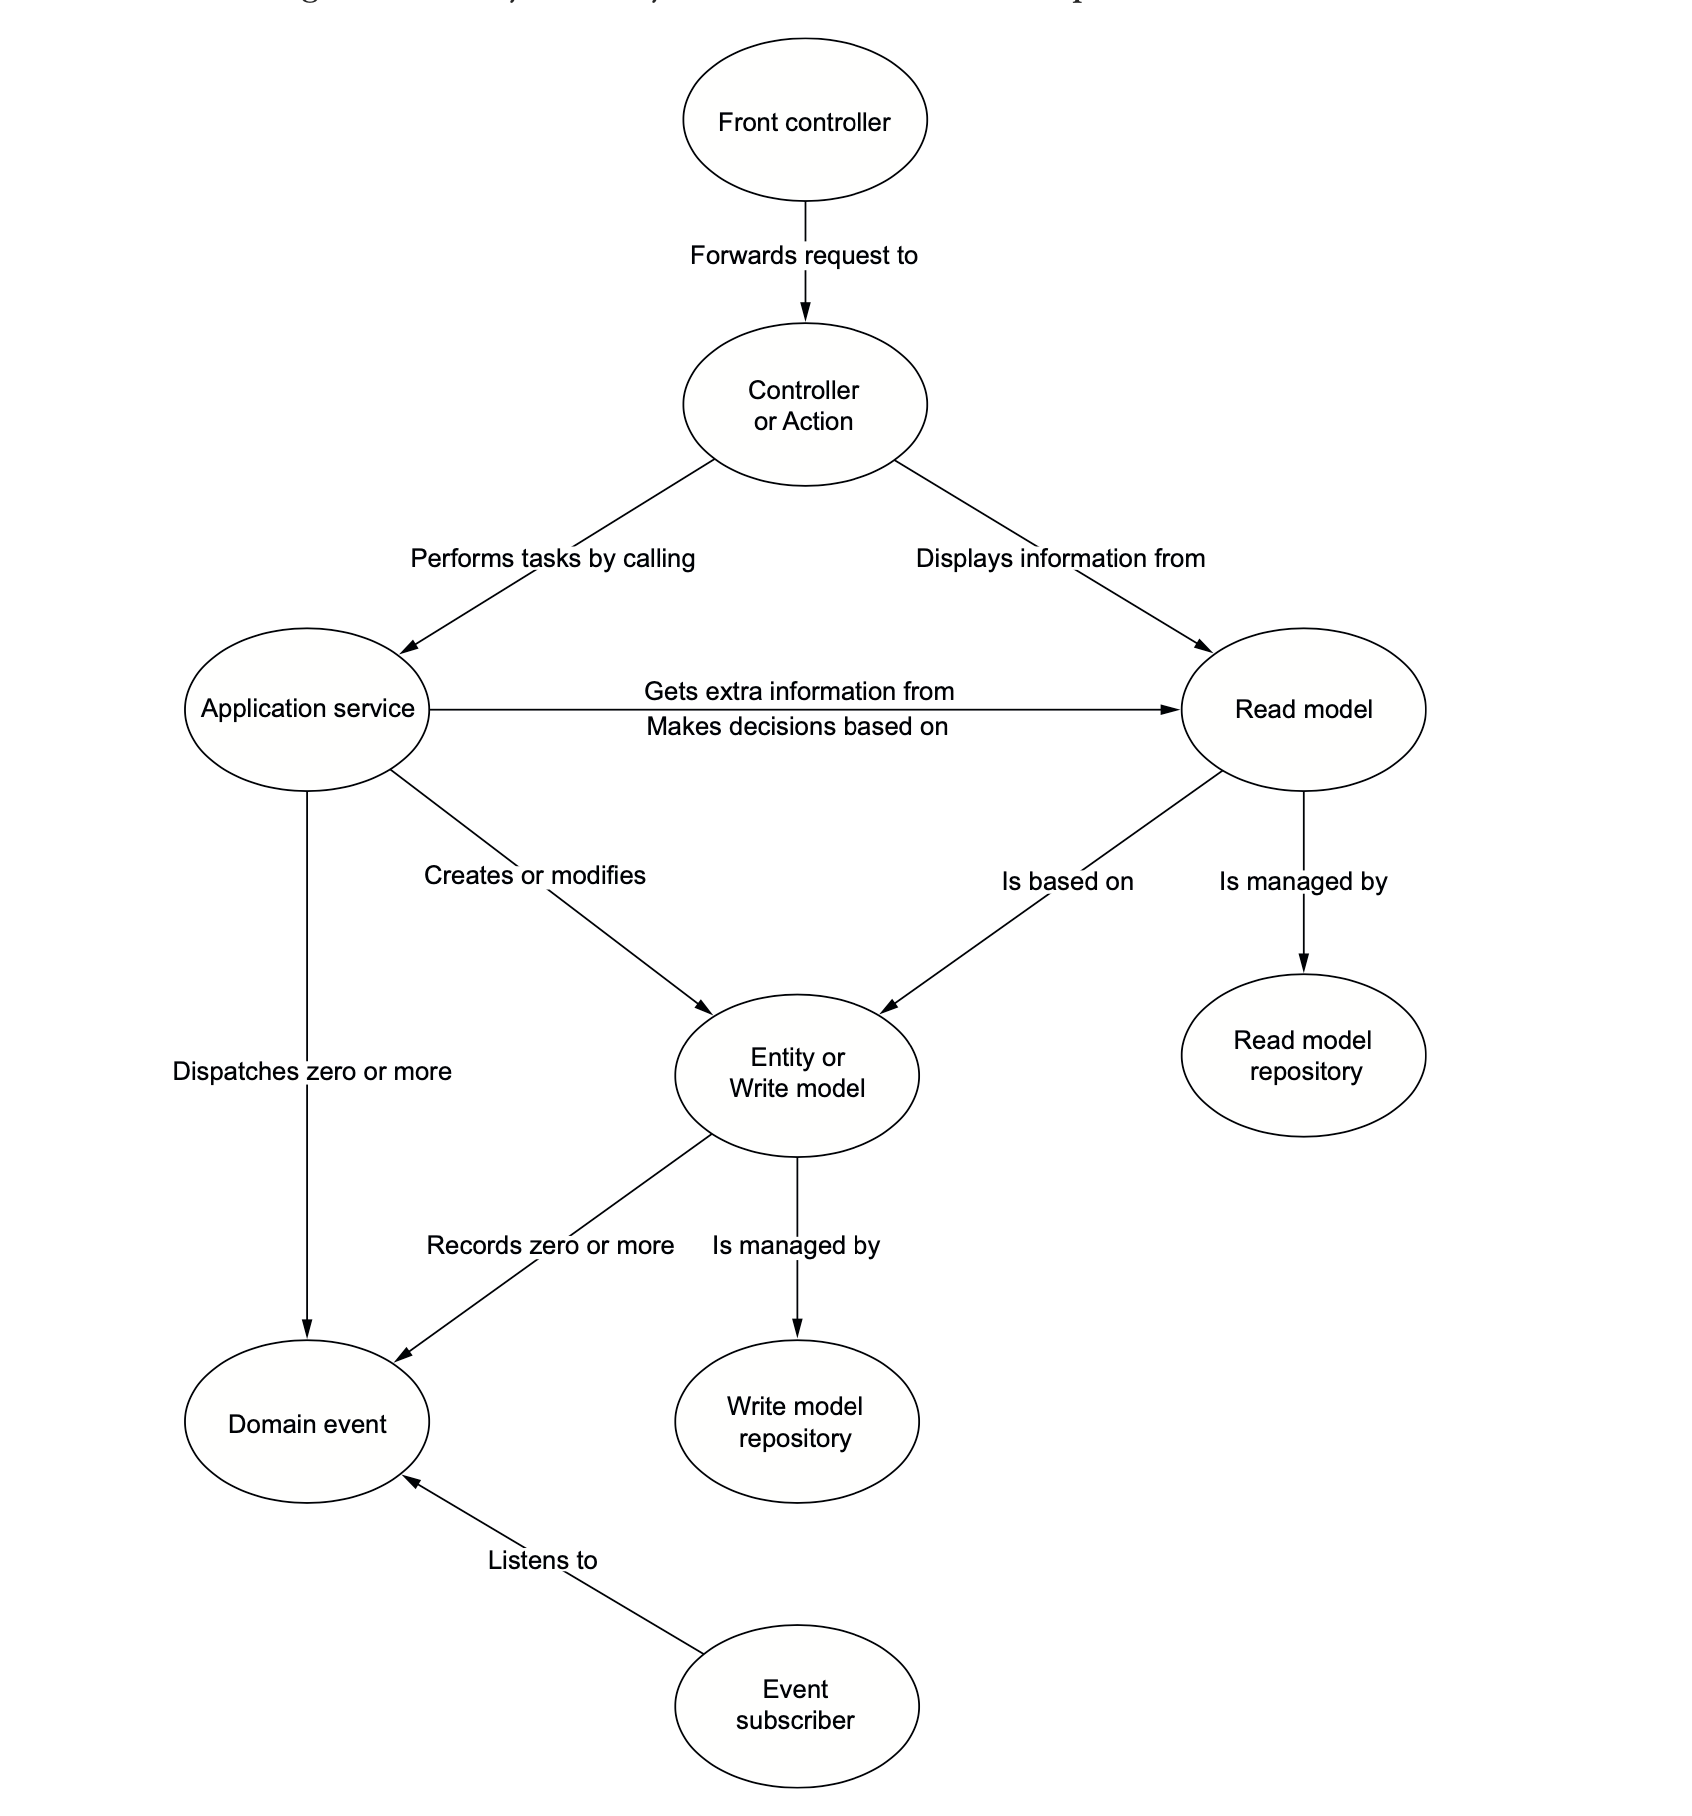 Front controller
Forwards request to
Controller
or Action
Performs tasks by calling
Displays information from
Gets extra information from
Application service
Read model
Makes decisions based on
Creates or modifies
Is based on
Is managed by
Read model
repository
Entity or
Write model
Dispatches zero or more
Records zero or more
Is managed by
Write model
repository
Domain event
Listens to
Event
subscriber